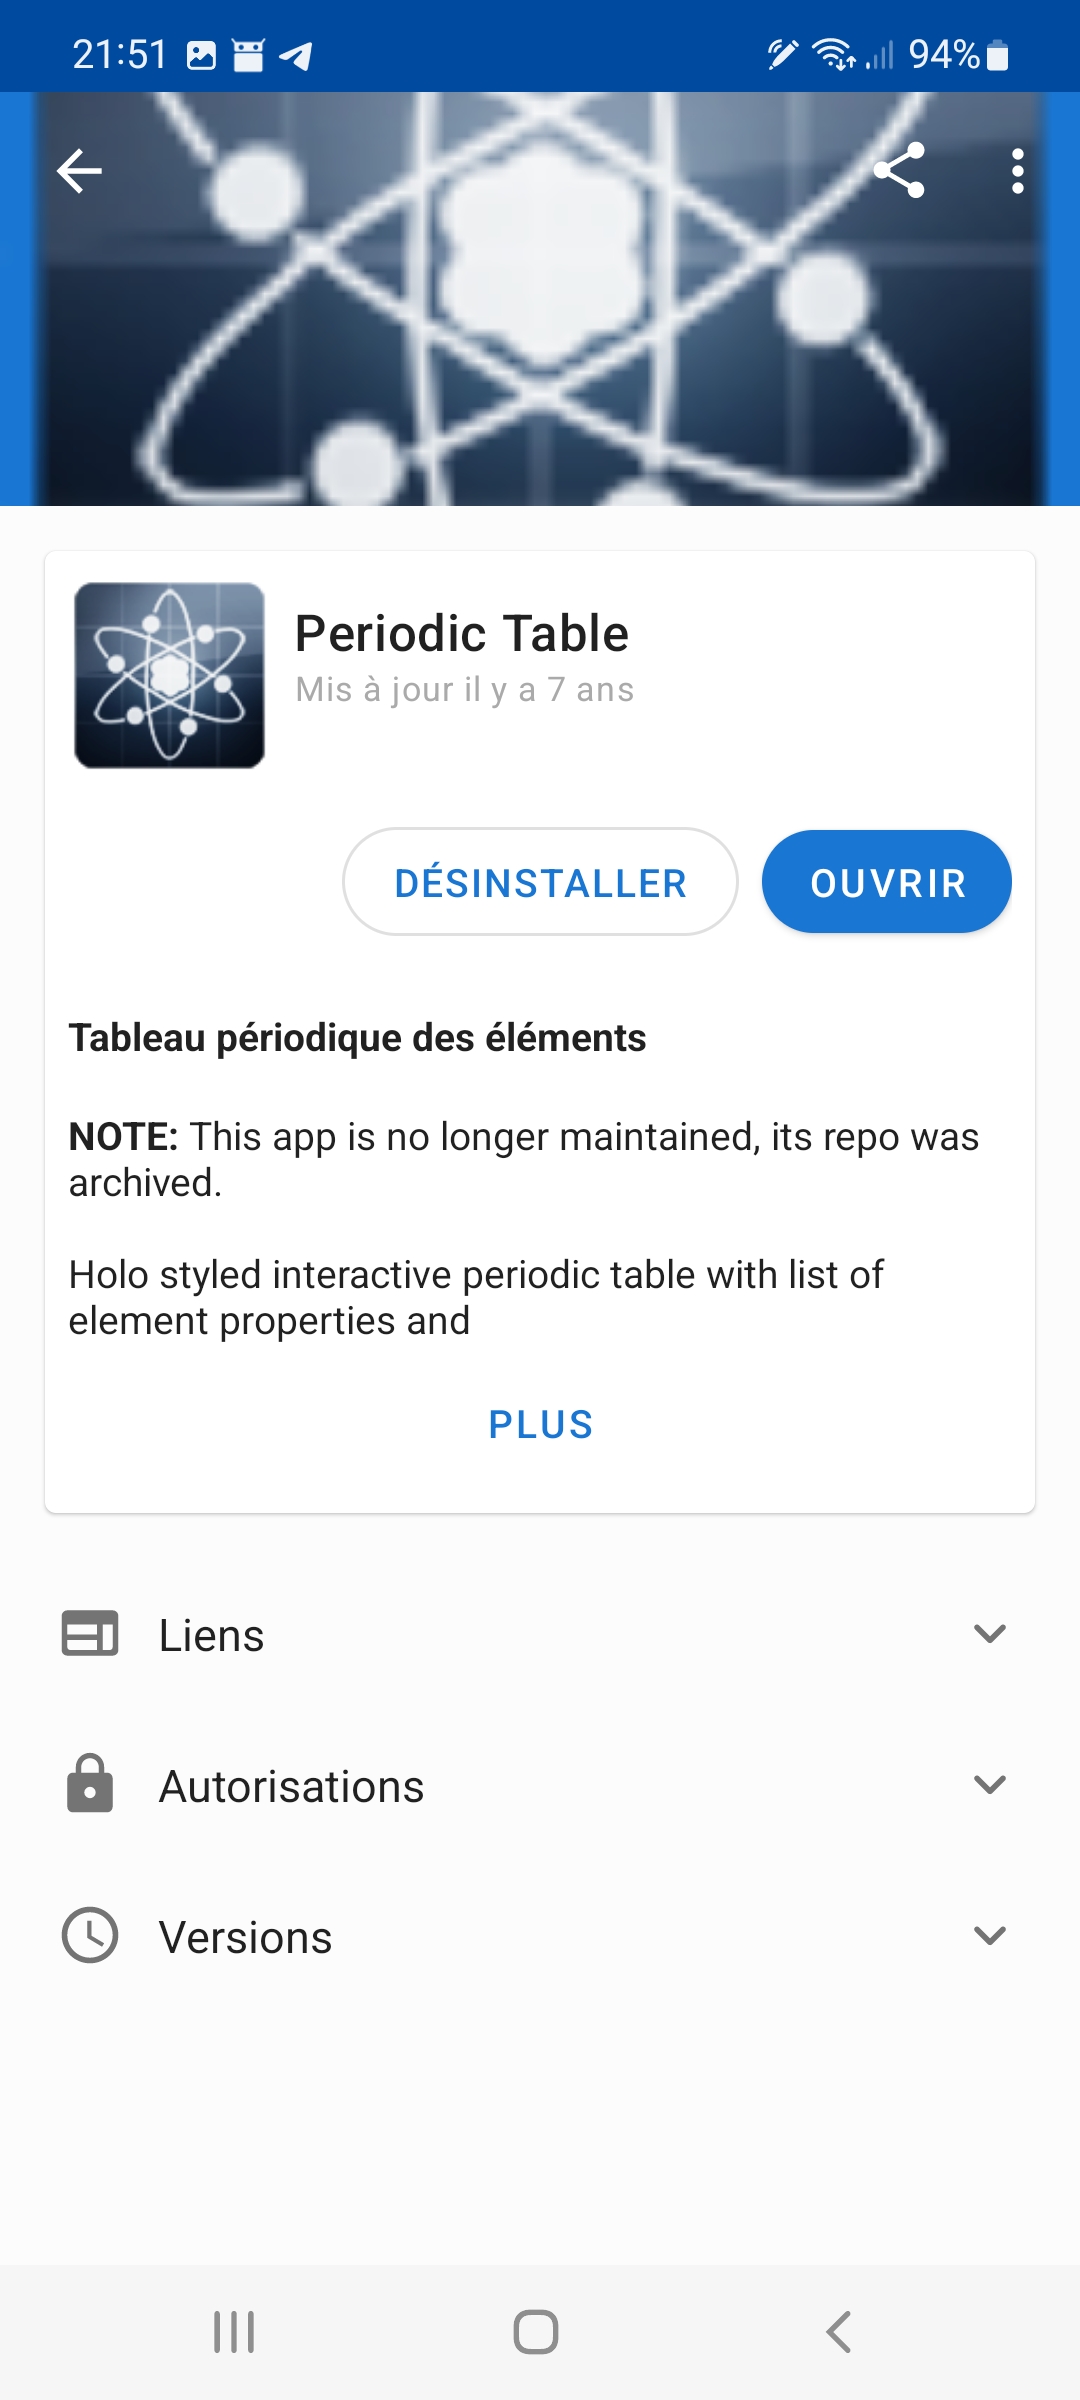 21:51
94%
Periodic Table
Mis à jour il y a 7 ans
DÉSINSTALLER
OUVRIR
Tableau périodique des éléments
NOTE: This app is no longer maintained, its repo was
archived.
Holo styled interactive periodic table with list of
element properties and
PLUS
Liens
Autorisations
Versions